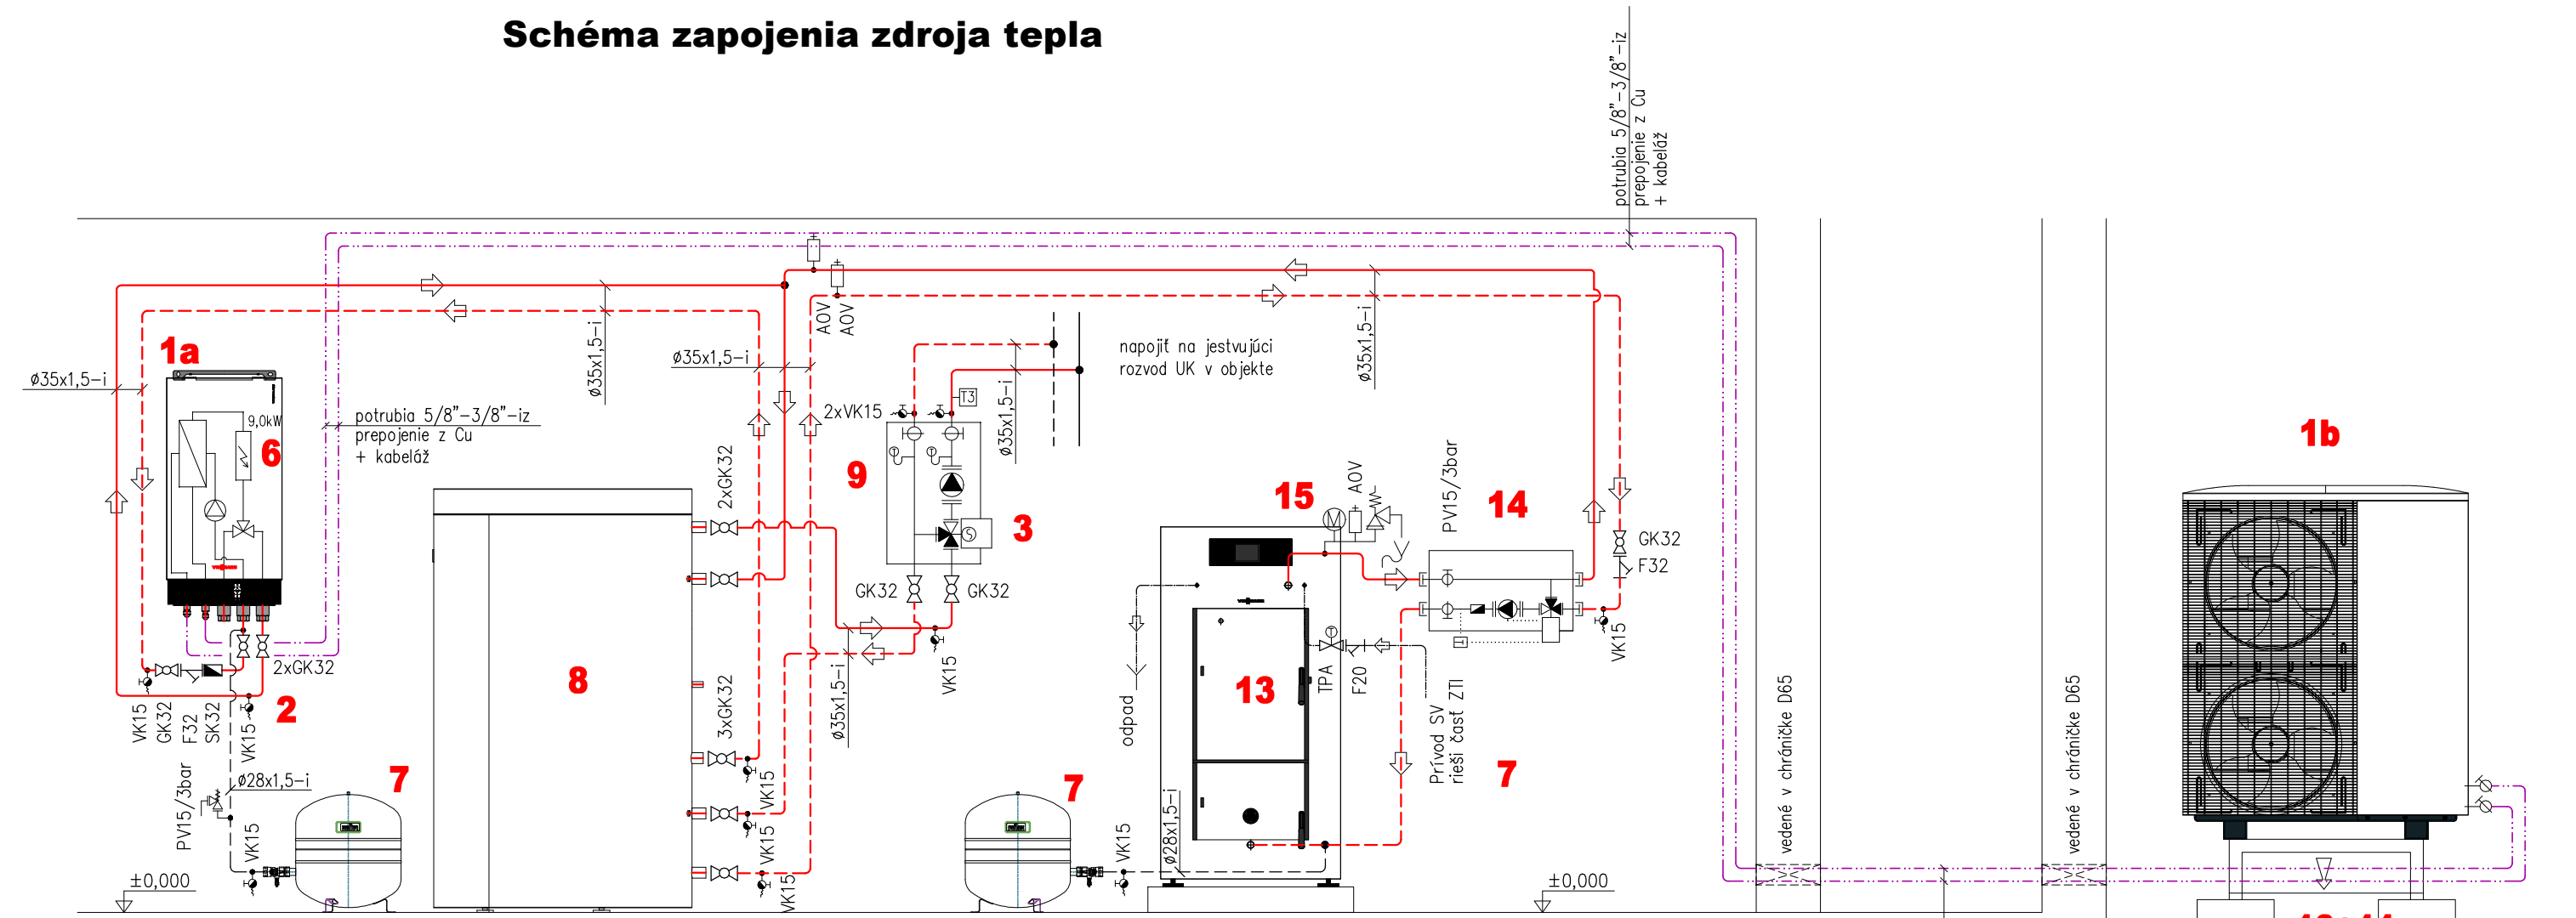 Schéma zapojenia zdroja tepla
potrubia 5/8"-3/8"-iz
prepojenie z Cu
+ kabeláž
1a
ø35x1,5-i
9,0kW
6
potrubia 5/8"-3/8"-iz
prepojenie z Cu
+ kabeláž
ø35x1,5-i
ø35x1,5-i
AOV
AOV
napojiť na jestvujúci
rozvod UK v objekte
T3
2xVK15
ø35x1,5-i
ø35x1,5-i
9
3
2xGK32
GK32
GK32
15
AOV
M
PV15/3bar
14
GK32
F32
VK15
1b
2xGK32
2
VK15
GK32
F32
SK32
VK15
8
3xGK32
ø35x1,5-i
VK15
13
TPA
F20
odpad
Prívod SV
rieši časť ZTI
7
vedené v chráničke D65
vedené v chráničke D65
PV15/3bar
ø28x1,5-i
7
VK15
VK15
VK15
VK15
7
VK15
ø28x1,5-i
±0,000
±0,000